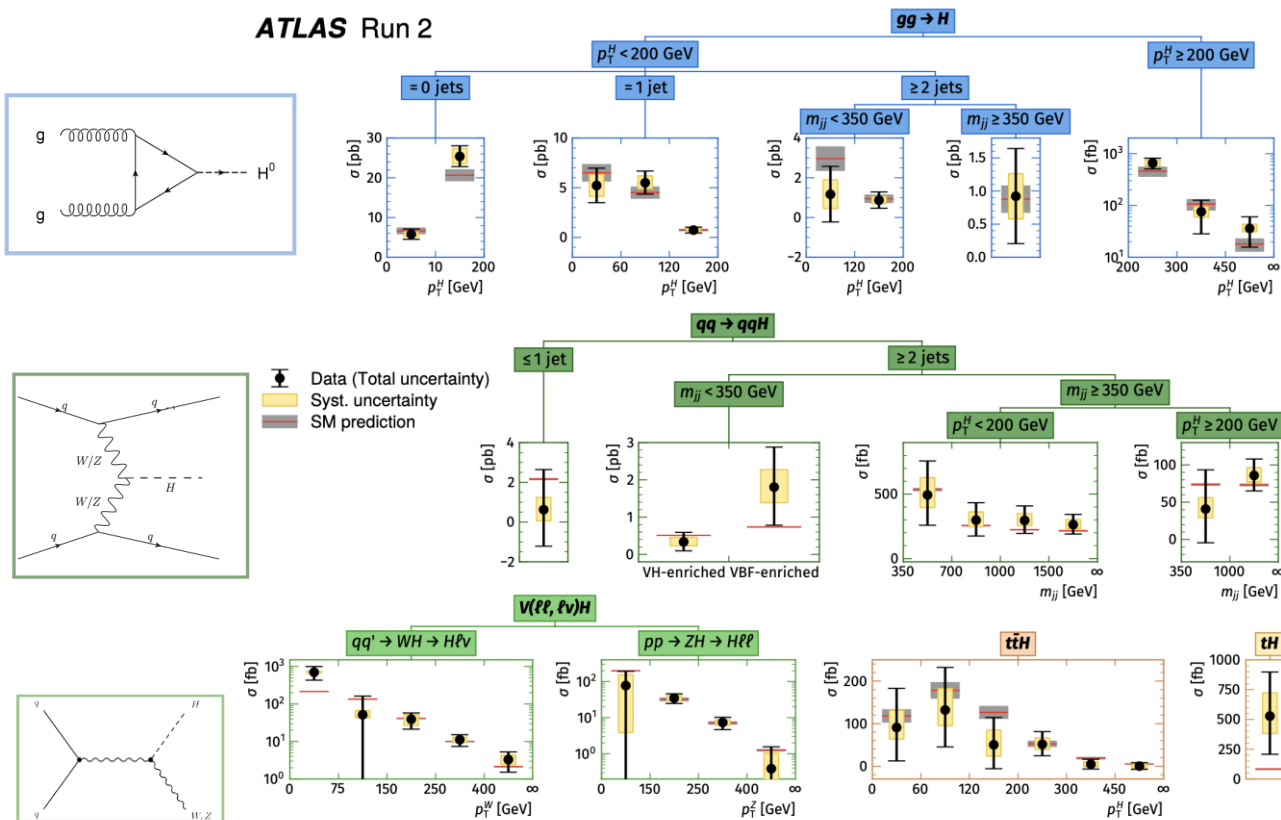 ATLAS Run 2
gg → H
p_T^H < 200 GeV
p_T^H ≥ 200 GeV
= 0 jets
= 1 jet
≥ 2 jets
m_jj < 350 GeV
m_jj ≥ 350 GeV
g
g
H^0
σ [pb]
30
20
10
0
0 10 200
p_T^H [GeV]
σ [pb]
10
5
0
0 60 120 200
p_T^H [GeV]
σ [pb]
4
2
0
−2
0 120 200
p_T^H [GeV]
σ [pb]
1.5
1.0
0.5
0.0
σ [fb]
10^3
10^2
10^1
200 300 450 ∞
p_T^H [GeV]
qq → qqH
≤ 1 jet
≥ 2 jets
m_jj < 350 GeV
m_jj ≥ 350 GeV
p_T^H < 200 GeV
p_T^H ≥ 200 GeV
Data (Total uncertainty)
Syst. uncertainty
SM prediction
q
q
W/Z
H
W/Z
q
q
σ [pb]
4
2
0
−2
σ [pb]
3
2
1
0
VH-enriched VBF-enriched
σ [fb]
500
0
350 700 1000 1500 ∞
m_jj [GeV]
σ [fb]
100
50
0
350 1000 ∞
m_jj [GeV]
V(ℓℓ, ℓν)H
qq' → WH → Hℓν
pp → ZH → Hℓℓ
tt̄H
tH
q
q
H
W, Z
σ [fb]
10^3
10^2
10^1
10^0
0 75 150 250 400 ∞
p_T^W [GeV]
σ [fb]
10^2
10^1
10^0
0 150 250 400 ∞
p_T^Z [GeV]
σ [fb]
200
100
0
0 60 120 200 300 450 ∞
p_T^H [GeV]
σ [fb]
1000
750
500
250
0